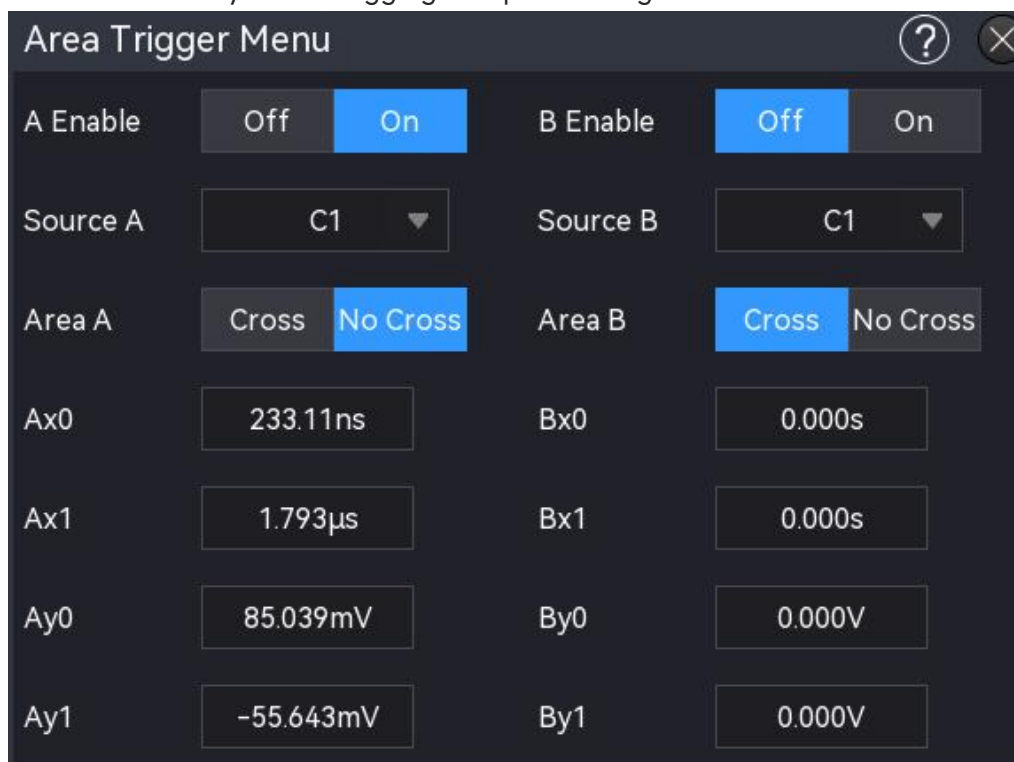 Area Trigger Menu ?
A Enable Off On B Enable Off On
Source A C1 Source B C1
Area A Cross No Cross Area B Cross No Cross
Ax0 233.11ns Bx0 0.000s
Ax1 1.793µs Bx1 0.000s
Ay0 85.039mV By0 0.000V
Ay1 -55.643mV By1 0.000V